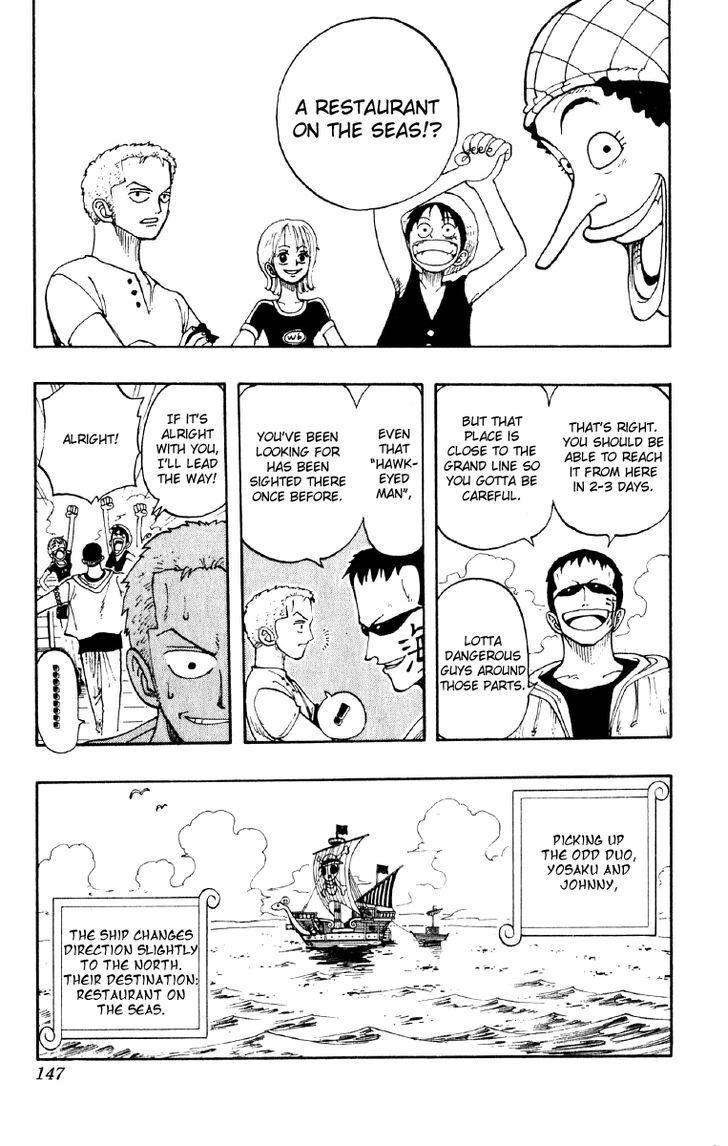 A RESTAURANT
ON THE SEAS!?
Wb
THAT'S RIGHT.
YOU SHOULD BE
ABLE TO REACH
IT FROM HERE
IN 2-3 DAYS.
BUT THAT
PLACE IS
CLOSE TO THE
GRAND LINE SO
YOU GOTTA BE
CAREFUL.
LOTTA
DANGEROUS
GUYS AROUND
THOSE PARTS.
EVEN
THAT
"HAWK-
EYED
MAN",
YOU'VE BEEN
LOOKING FOR
HAS BEEN
SIGHTED THERE
ONCE BEFORE.
!
IF IT'S
ALRIGHT
WITH YOU,
I'LL LEAD
THE WAY!
ALRIGHT!
PICKING UP
THE ODD DUO,
YOSAKU AND
JOHNNY,
THE SHIP CHANGES
DIRECTION SLIGHTLY
TO THE NORTH.
THEIR DESTINATION:
RESTAURANT ON
THE SEAS.
147